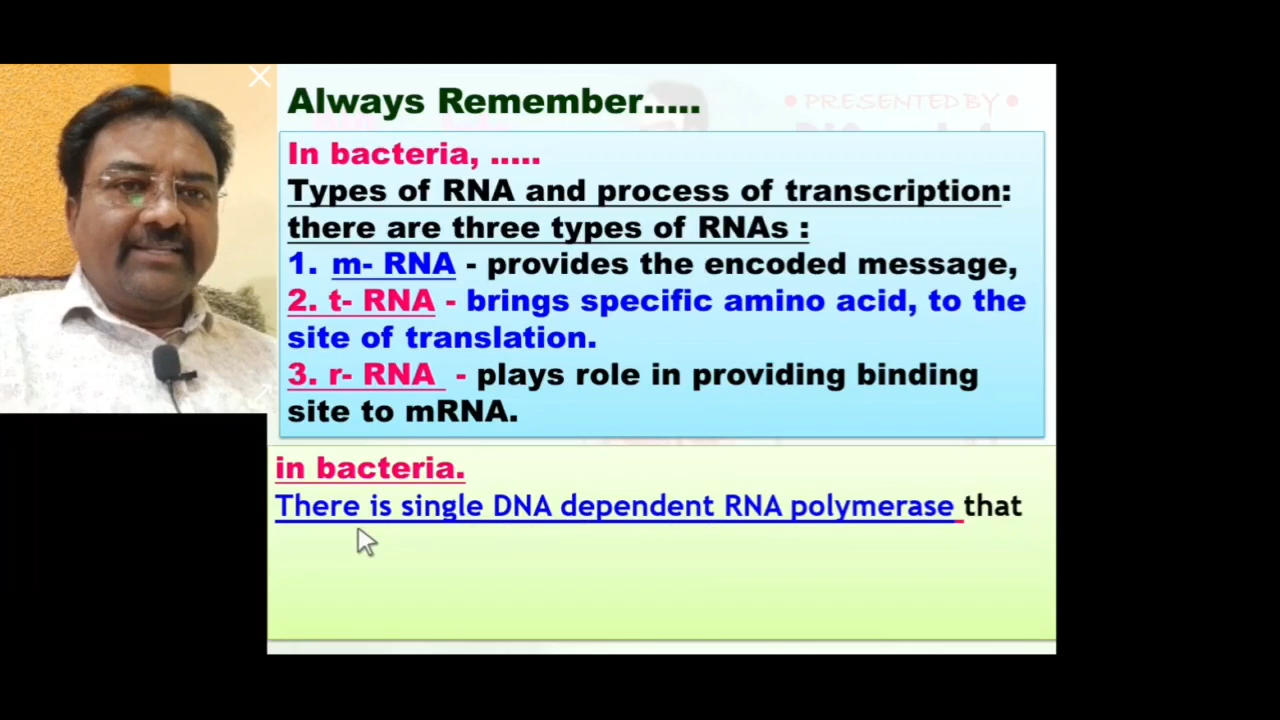 Always Remember.....
• PRESENTED BY •
In bacteria, .....
Types of RNA and process of transcription:
there are three types of RNAs :
1. m- RNA - provides the encoded message,
2. t- RNA - brings specific amino acid, to the
site of translation.
3. r- RNA - plays role in providing binding
site to mRNA.
in bacteria.
There is single DNA dependent RNA polymerase that